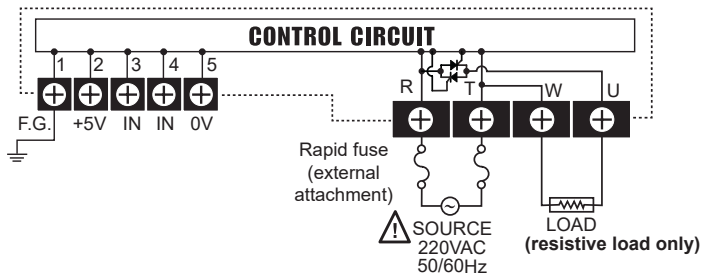 CONTROL CIRCUIT
1 2 3 4 5
R T W U
F.G. +5V IN IN 0V
Rapid fuse
(external
attachment)
! SOURCE
220VAC
50/60Hz
LOAD
(resistive load only)